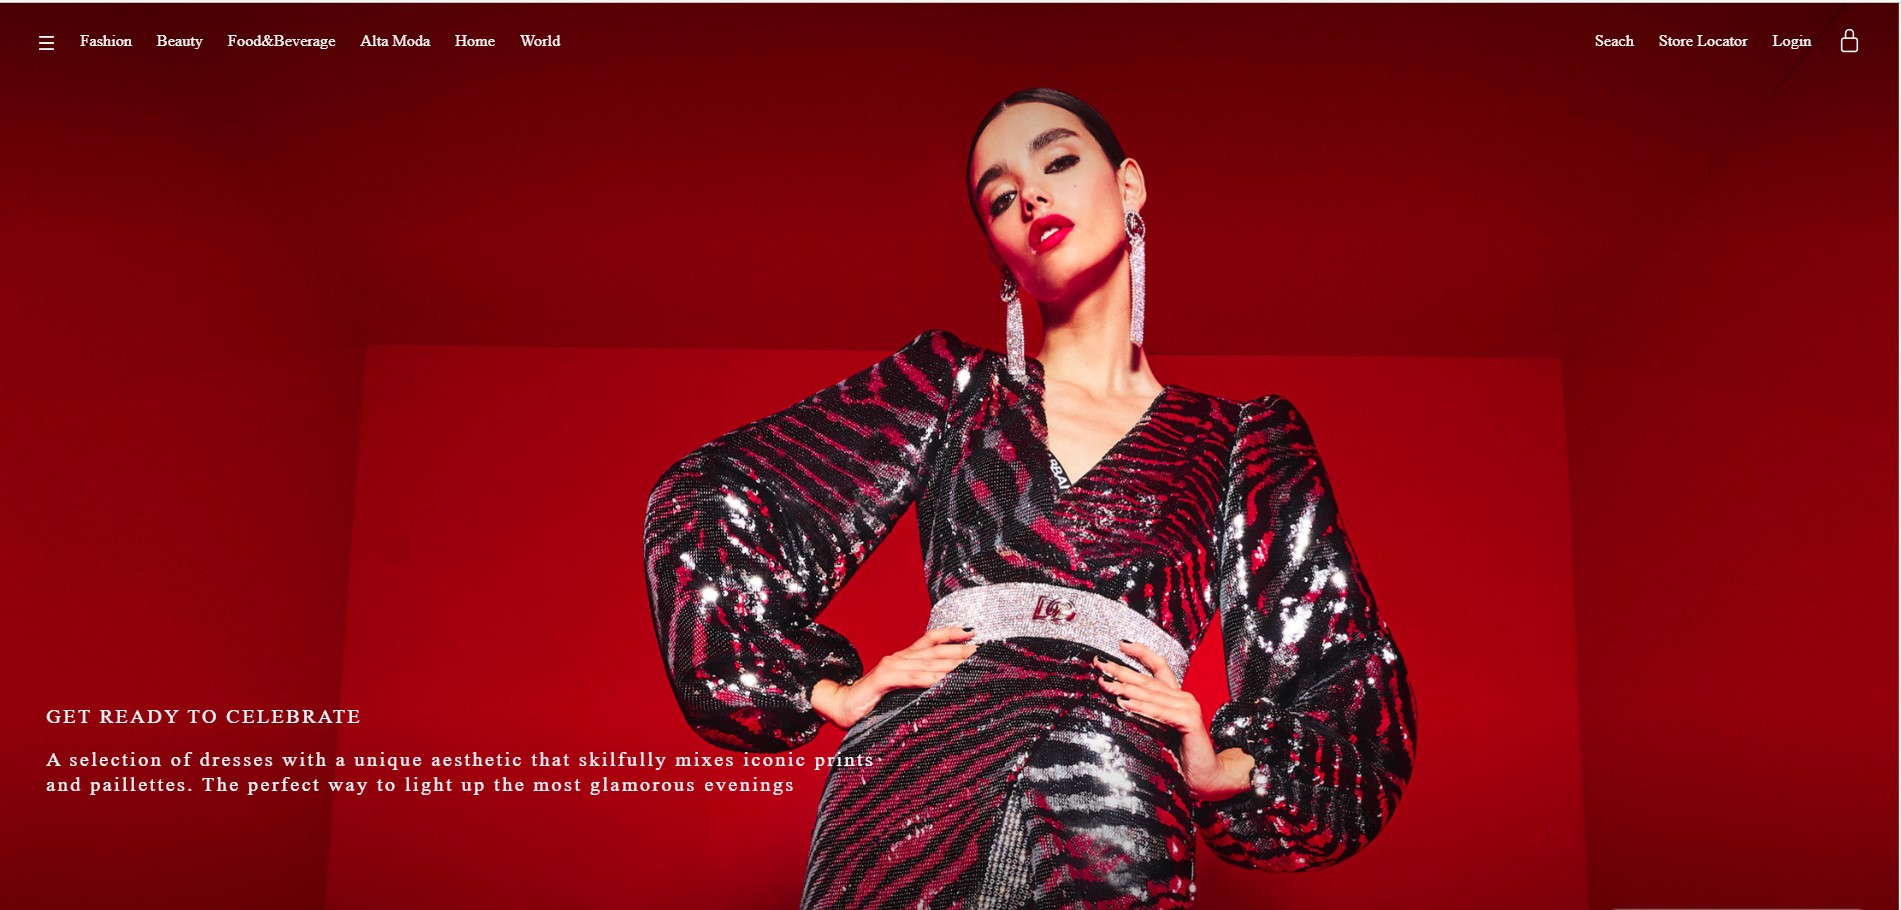 Fashion Beauty Food&Beverage Alta Moda Home World Seach Store Locator Login
DG
GET READY TO CELEBRATE
A selection of dresses with a unique aesthetic that skilfully mixes iconic prints
and paillettes. The perfect way to light up the most glamorous evenings